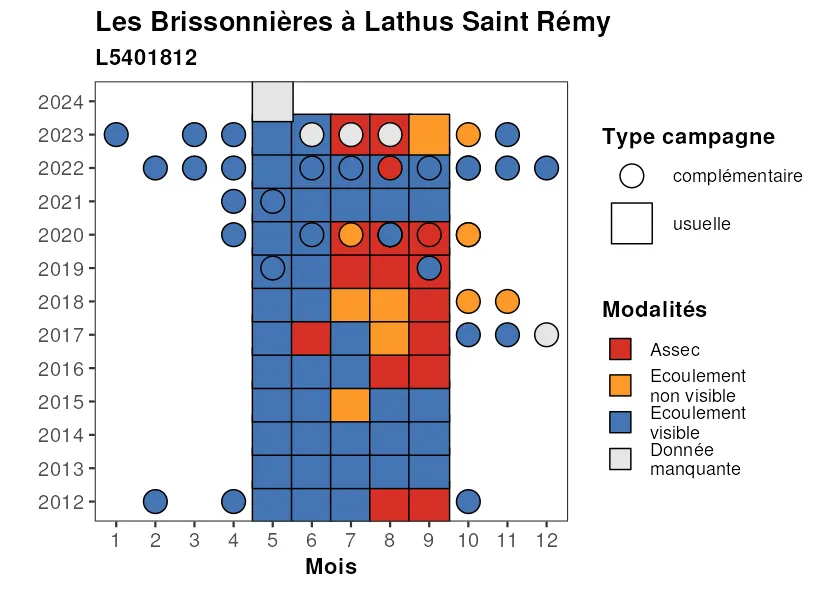 Les Brissonnières à Lathus Saint Rémy
L5401812
2024
2023
2022
2021
2020
2019
2018
2017
2016
2015
2014
2013
2012
1 2 3 4 5 6 7 8 9 10 11 12
Mois
Type campagne
complémentaire
usuelle
Modalités
Assec
Ecoulement
non visible
Ecoulement
visible
Donnée
manquante